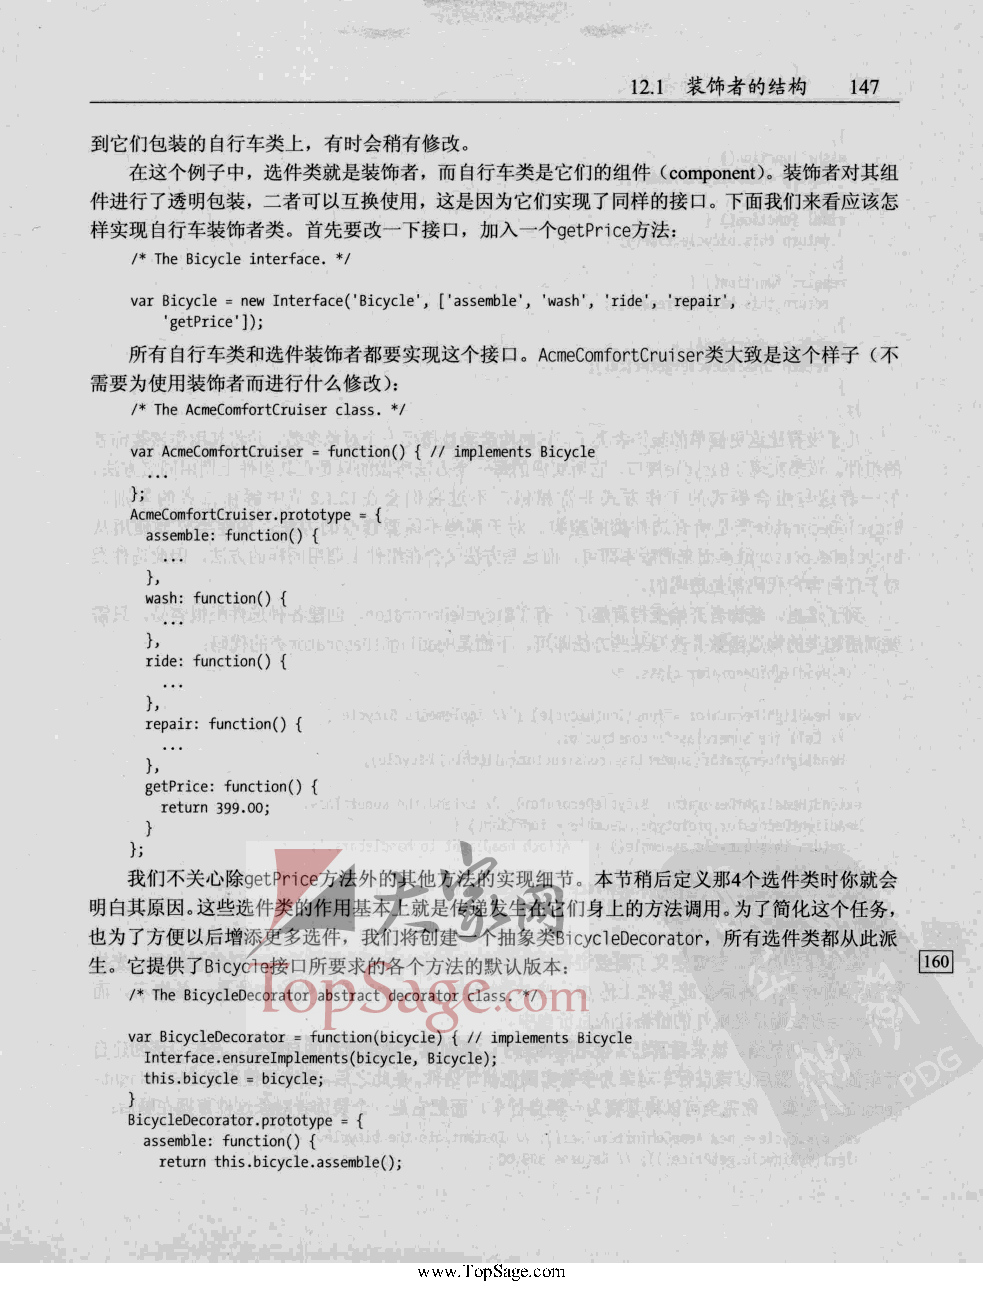 12.1 装饰者的结构 147
到它们包装的自行车类上，有时会稍有修改。
在这个例子中，选件类就是装饰者，而自行车类是它们的组件（component）。装饰者对其组
件进行了透明包装，二者可以互换使用，这是因为它们实现了同样的接口。下面我们来看应该怎
样实现自行车装饰者类。首先要改一下接口，加入一个getPrice方法：
/* The Bicycle interface. */
var Bicycle = new Interface('Bicycle', ['assemble', 'wash', 'ride', 'repair',
'getPrice']);
所有自行车类和选件装饰者都要实现这个接口。AcmeComfortCruiser类大致是这个样子（不
需要为使用装饰者而进行什么修改）：
/* The AcmeComfortCruiser class. */
var AcmeComfortCruiser = function() { // implements Bicycle
...
};
AcmeComfortCruiser.prototype = {
assemble: function() {
...
},
wash: function() {
...
},
ride: function() {
...
},
repair: function() {
...
},
getPrice: function() {
return 399.00;
}
};
我们不关心除getPrice方法外的其他方法的实现细节。本节稍后定义那4个选件类时你就会
明白其原因。这些选件类的作用基本上就是传递发生在它们身上的方法调用。为了简化这个任务，
也为了方便以后增添更多选件，我们将创建一个抽象类BicycleDecorator，所有选件类都从此派
生。它提供了Bicycle接口所要求的各个方法的默认版本：
160
/* The BicycleDecorator abstract decorator class. */
var BicycleDecorator = function(bicycle) { // implements Bicycle
Interface.ensureImplements(bicycle, Bicycle);
this.bicycle = bicycle;
}
BicycleDecorator.prototype = {
assemble: function() {
return this.bicycle.assemble();
大家网
TopSage.com
PDG
www.TopSage.com